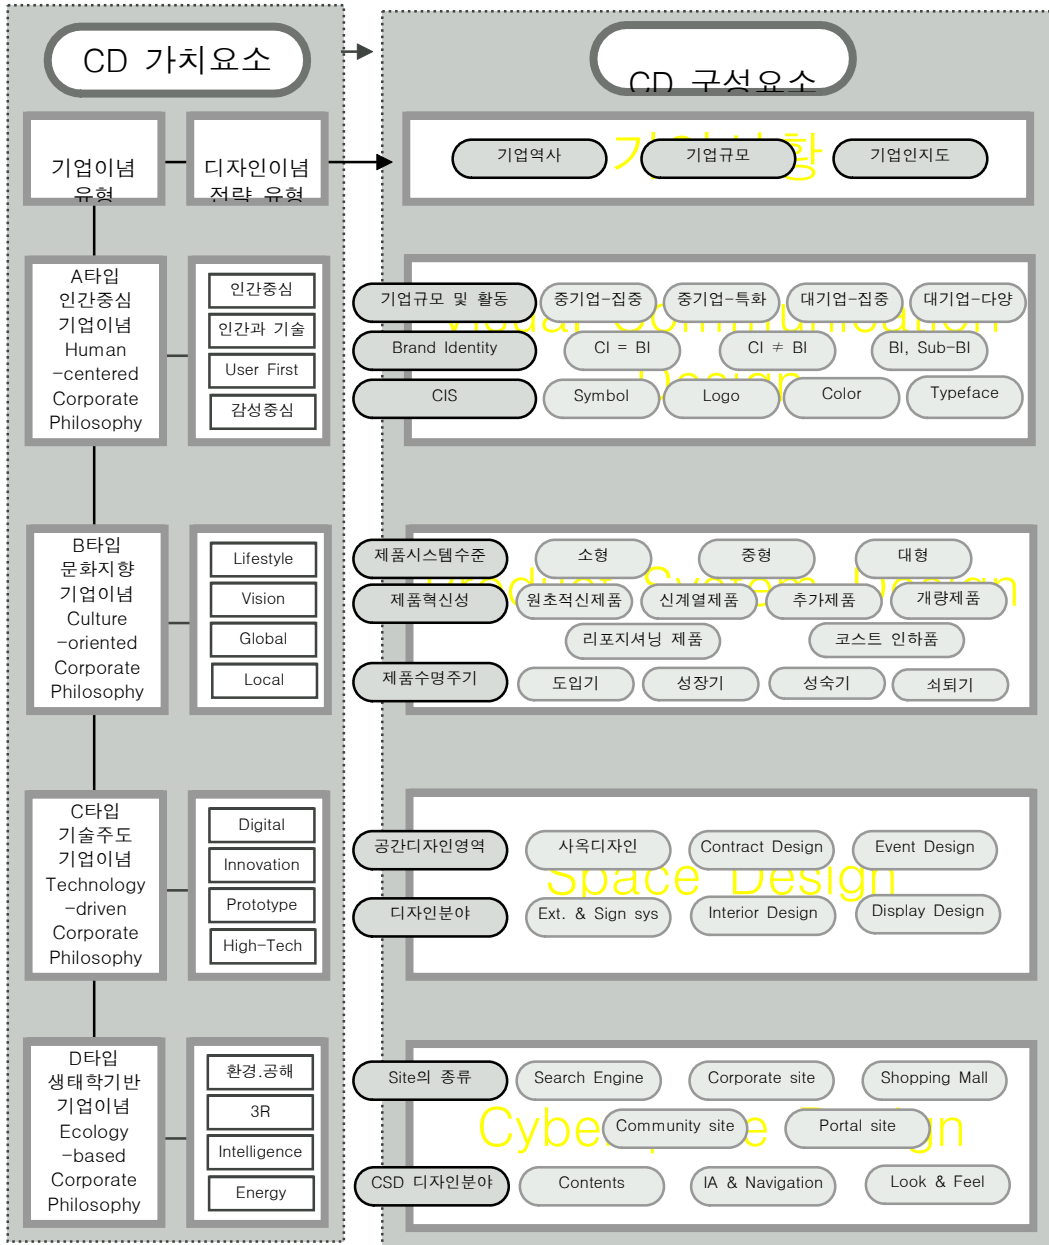 CD 가치요소
CD 구성요소
기업이념
유형
디자인이념
전략 유형
기업역사
기업규모
기업인지도
A타입
인간중심
기업이념
Human
-centered
Corporate
Philosophy
인간중심
인간과 기술
User First
감성중심
Visual Communication
Design
기업규모 및 활동
중기업-집중
중기업-특화
대기업-집중
대기업-다양
Brand Identity
CI = BI
CI ≠ BI
BI, Sub-BI
CIS
Symbol
Logo
Color
Typeface
B타입
문화지향
기업이념
Culture
-oriented
Corporate
Philosophy
Lifestyle
Vision
Global
Local
Product System Design
제품시스템수준
소형
중형
대형
제품혁신성
원초적신제품
신계열제품
추가제품
개량제품
리포지셔닝 제품
코스트 인하품
제품수명주기
도입기
성장기
성숙기
쇠퇴기
C타입
기술주도
기업이념
Technology
-driven
Corporate
Philosophy
Digital
Innovation
Prototype
High-Tech
Space Design
공간디자인영역
사옥디자인
Contract Design
Event Design
디자인분야
Ext. & Sign sys
Interior Design
Display Design
D타입
생태학기반
기업이념
Ecology
-based
Corporate
Philosophy
환경.공해
3R
Intelligence
Energy
Site의 종류
Search Engine
Corporate site
Shopping Mall
Cyberspace Design
Community site
Portal site
CSD 디자인분야
Contents
IA & Navigation
Look & Feel